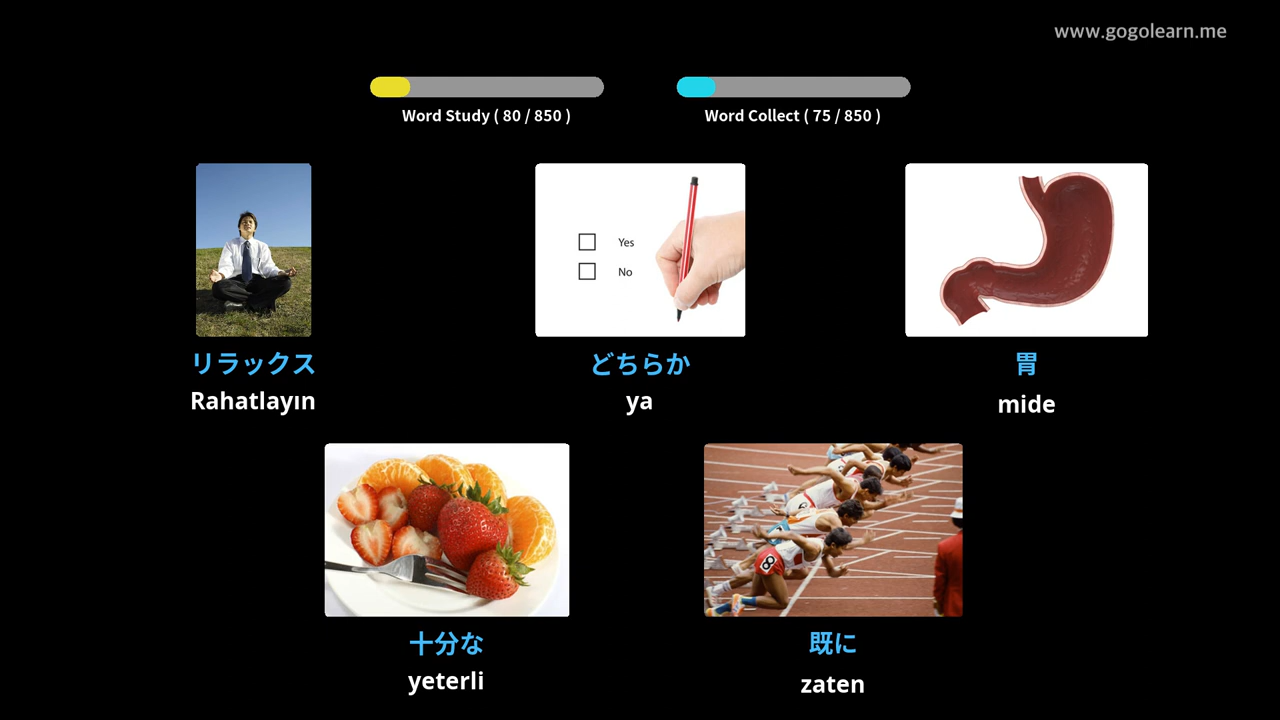 www.gogolearn.me
Word Study ( 80 / 850 )
Word Collect ( 75 / 850 )
Yes
No
リラックス
Rahatlayın
どちらか
ya
胃
mide
十分な
yeterli
既に
zaten